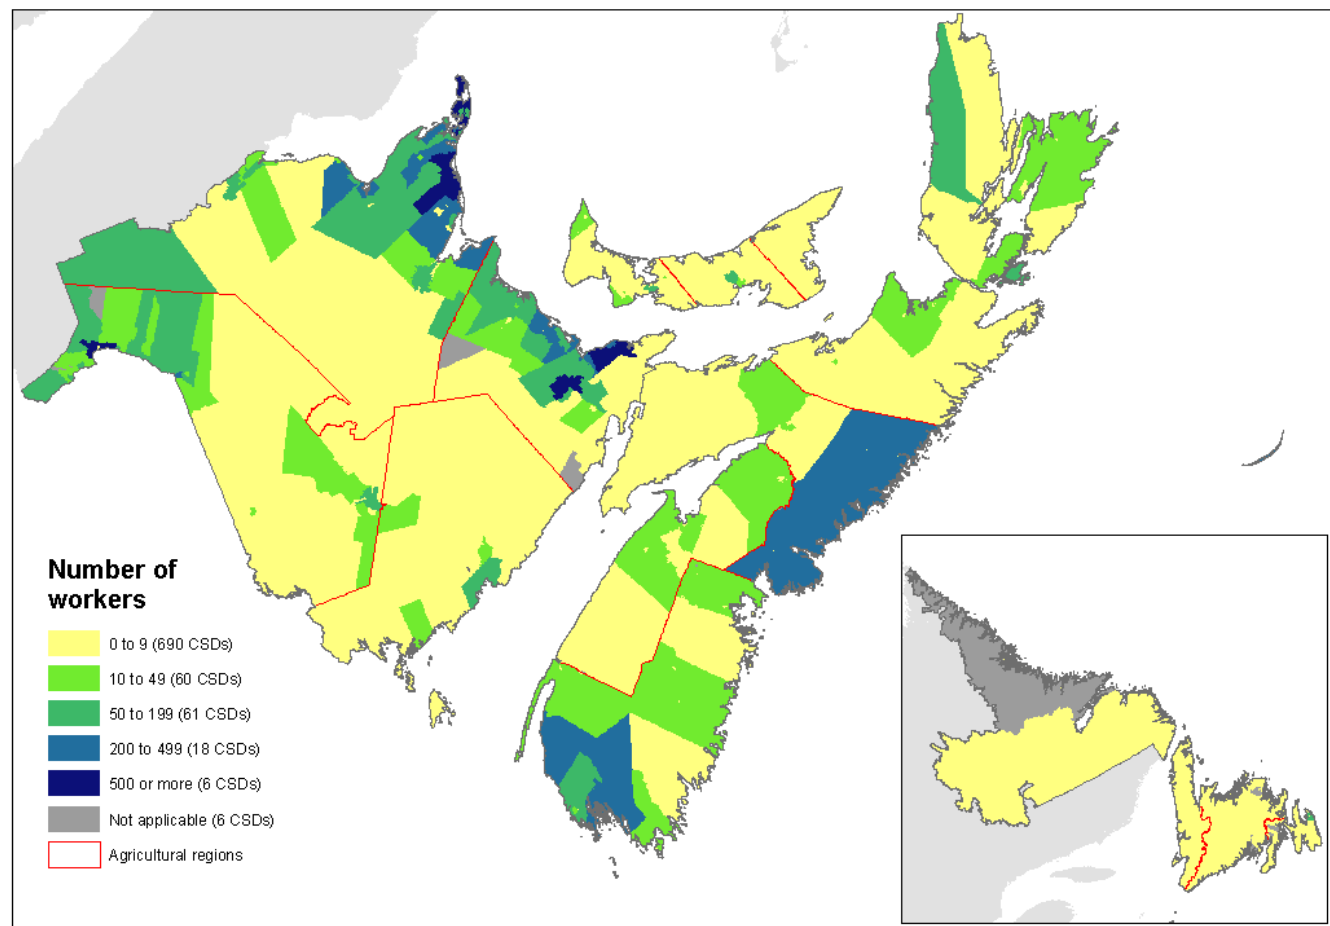 Number of
workers
0 to 9 (690 CSDs)
10 to 49 (60 CSDs)
50 to 199 (61 CSDs)
200 to 499 (18 CSDs)
500 or more (6 CSDs)
Not applicable (6 CSDs)
Agricultural regions